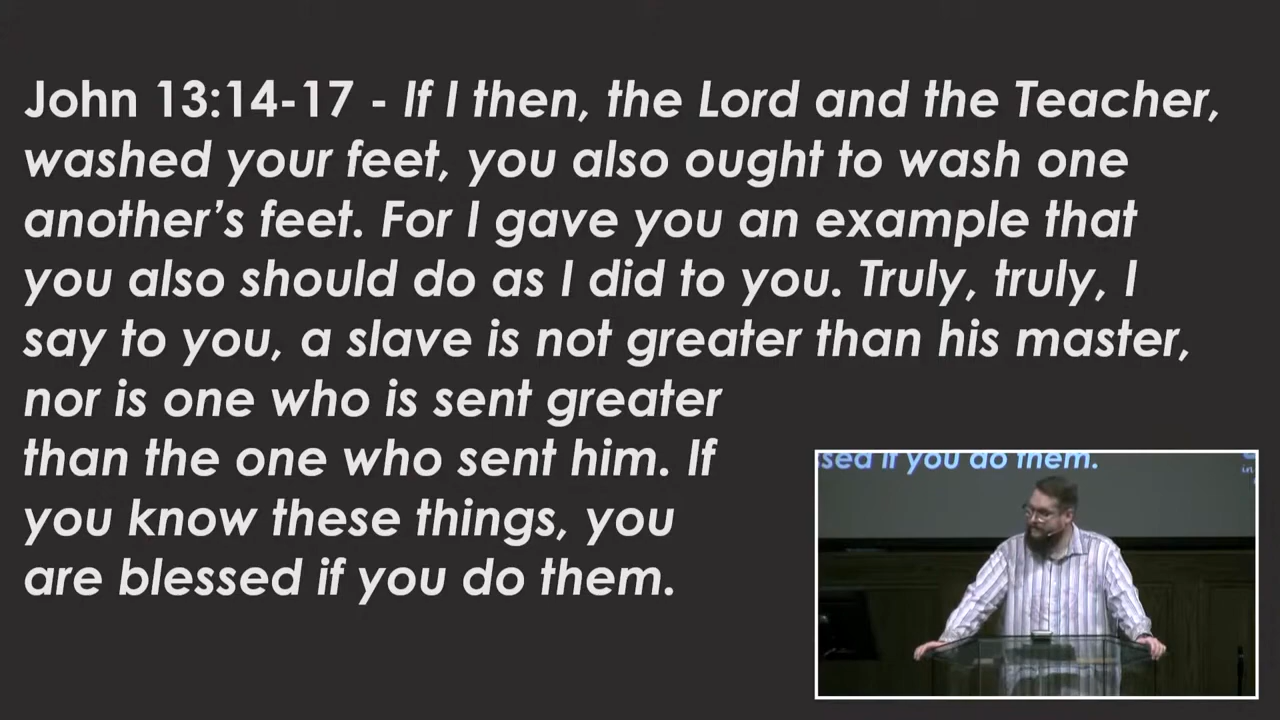 John 13:14-17 - If I then, the Lord and the Teacher,
washed your feet, you also ought to wash one
another’s feet. For I gave you an example that
you also should do as I did to you. Truly, truly, I
say to you, a slave is not greater than his master,
nor is one who is sent greater
than the one who sent him. If
you know these things, you
are blessed if you do them.
if you do them.